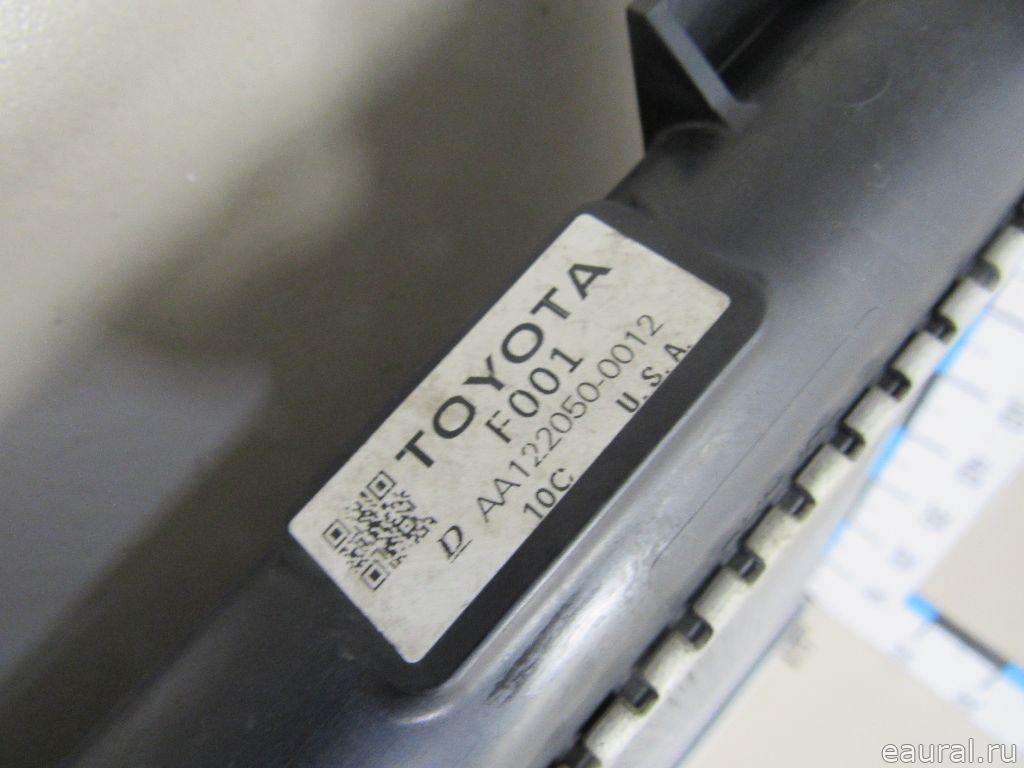 TOYOTA
F001
D AA122050-0012
10C U.S.A.
eaural.ru